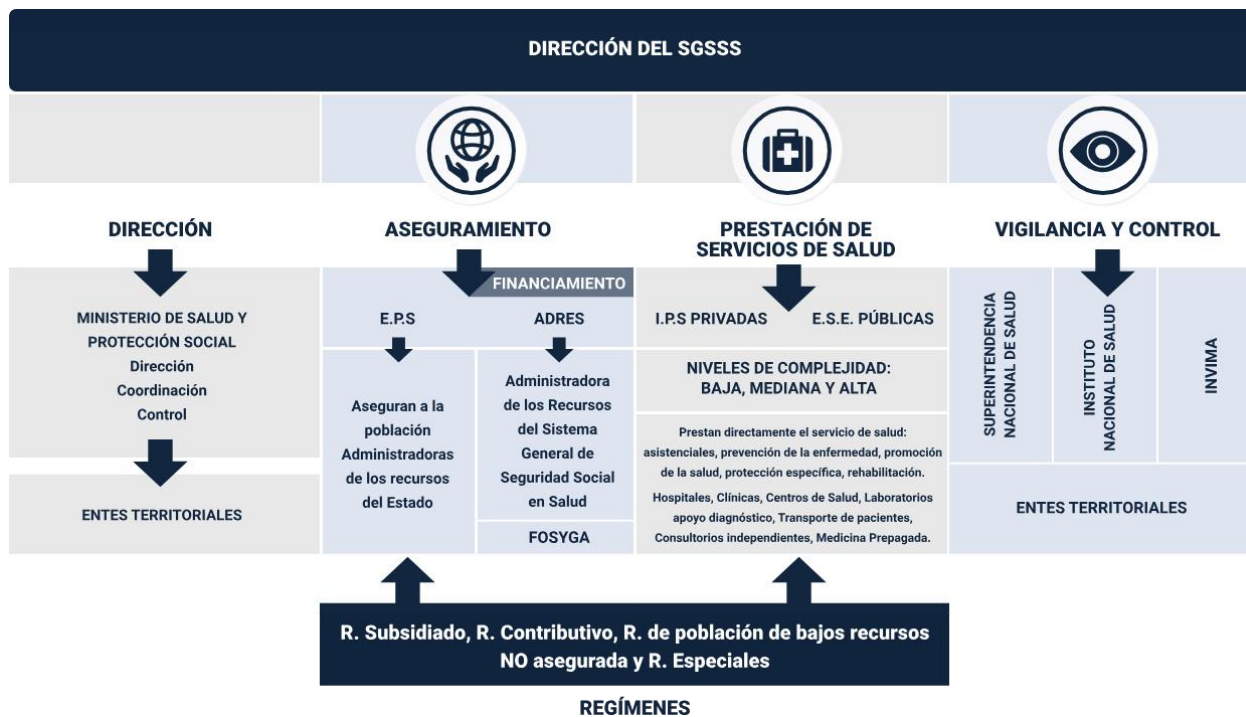 DIRECCIÓN DEL SGSSS
DIRECCIÓN
MINISTERIO DE SALUD Y
PROTECCIÓN SOCIAL
Dirección
Coordinación
Control
ENTES TERRITORIALES
ASEGURAMIENTO
FINANCIAMIENTO
E.P.S
Aseguran a la
población
Administradoras
de los recursos
del Estado
ADRES
Administradora
de los Recursos
del Sistema
General de
Seguridad Social
en Salud
FOSYGA
PRESTACIÓN DE
SERVICIOS DE SALUD
I.P.S PRIVADAS
E.S.E. PÚBLICAS
NIVELES DE COMPLEJIDAD:
BAJA, MEDIANA Y ALTA
Prestan directamente el servicio de salud:
asistenciales, prevención de la enfermedad, promoción
de la salud, protección específica, rehabilitación.
Hospitales, Clínicas, Centros de Salud, Laboratorios
apoyo diagnóstico, Transporte de pacientes,
Consultorios independientes, Medicina Prepagada.
VIGILANCIA Y CONTROL
SUPERINTENDENCIA
NACIONAL DE SALUD
INSTITUTO
NACIONAL DE SALUD
INVIMA
ENTES TERRITORIALES
R. Subsidiado, R. Contributivo, R. de población de bajos recursos
NO asegurada y R. Especiales
REGÍMENES